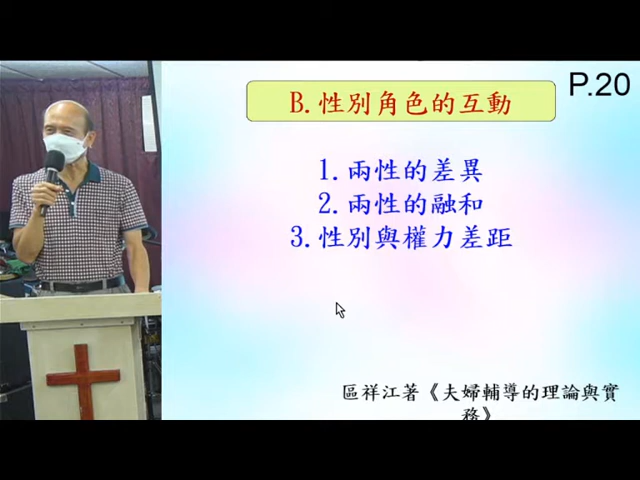 P.20
B.性別角色的互動
1.兩性的差異
2.兩性的融和
3.性別與權力差距
區祥江著《夫婦輔導的理論與實
務》